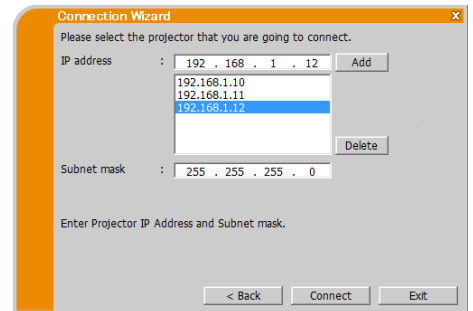 Connection Wizard x
Please select the projector that you are going to connect.
IP address : 192 . 168 . 1 . 12 Add
192.168.1.10
192.168.1.11
192.168.1.12
Delete
Subnet mask : 255 . 255 . 255 . 0
Enter Projector IP Address and Subnet mask.
< Back Connect Exit